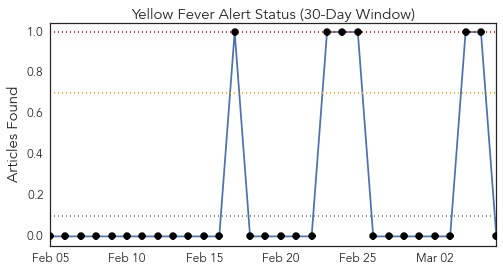 Yellow Fever Alert Status (30-Day Window)
Articles Found
1.0
0.8
0.6
0.4
0.2
0.0
Feb 05 Feb 10 Feb 15 Feb 20 Feb 25 Mar 02